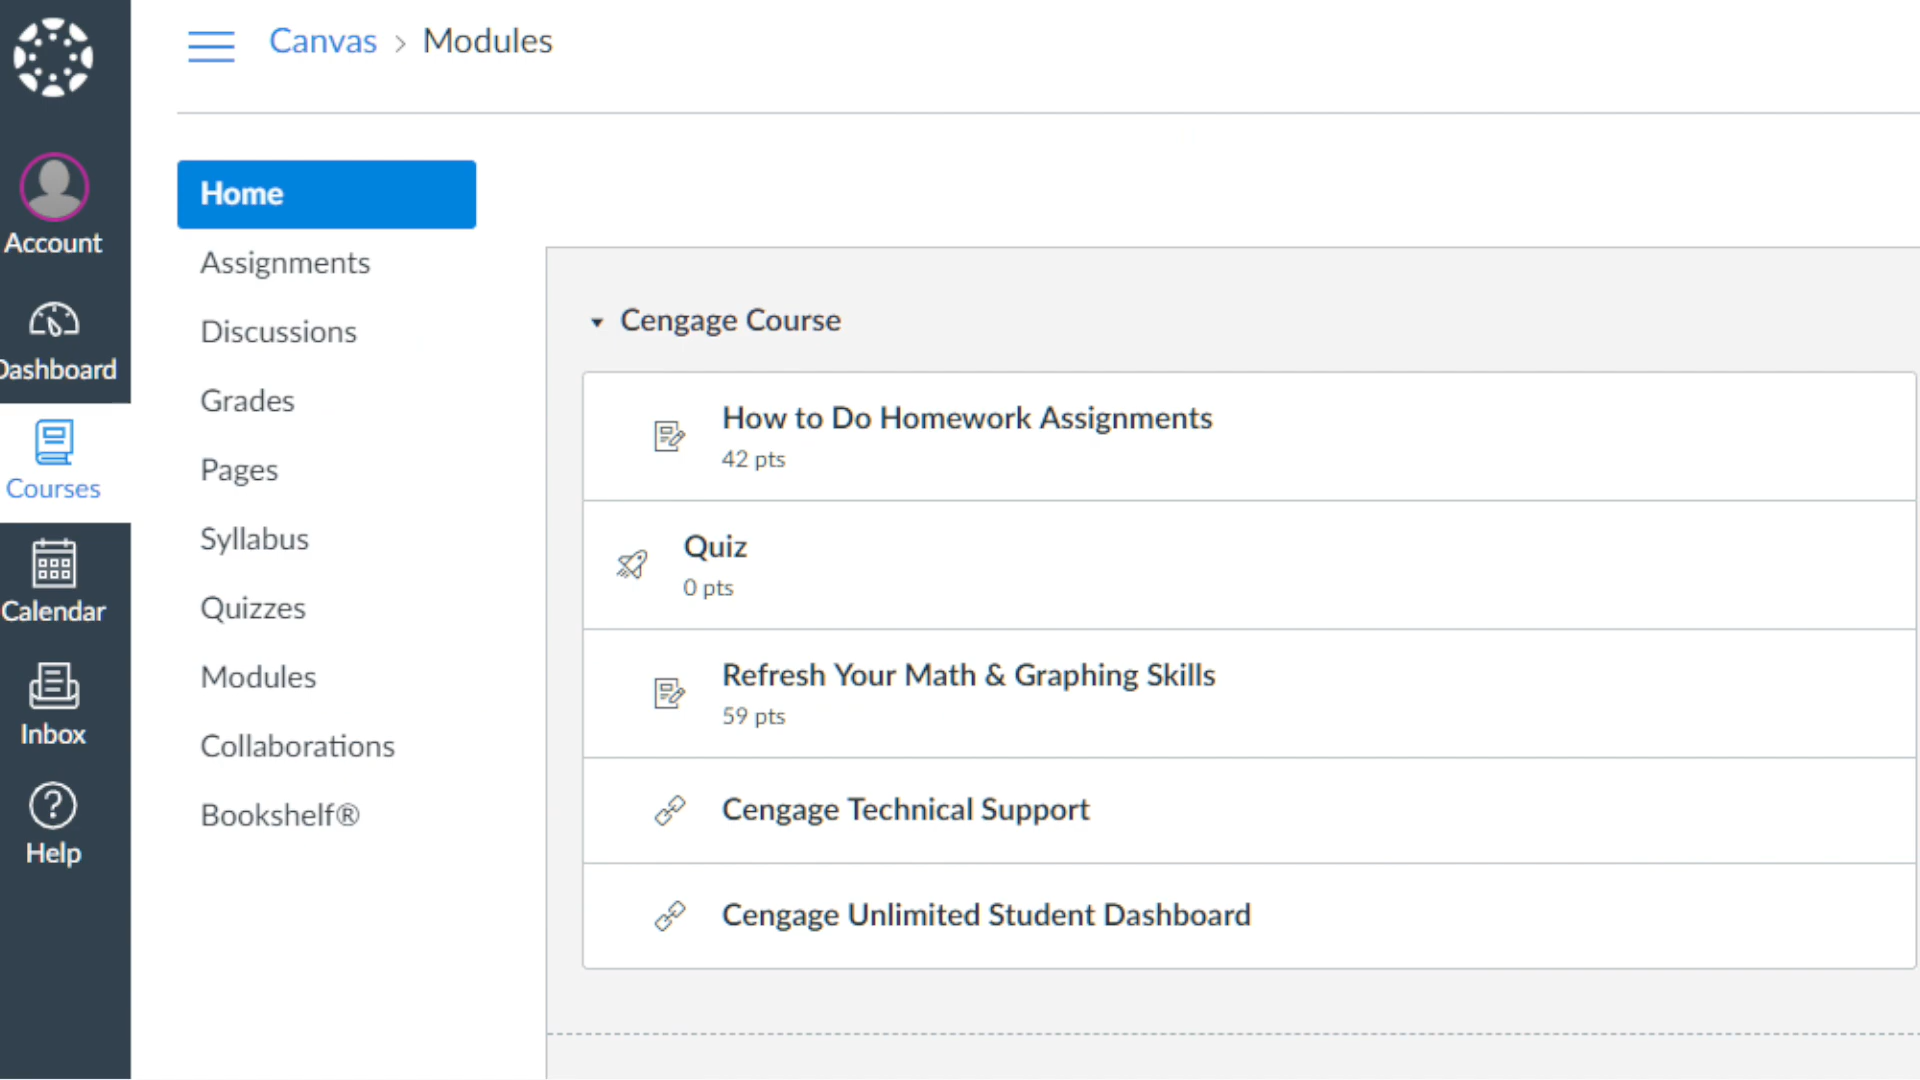 Canvas > Modules
Account
Dashboard
Courses
Calendar
Inbox
Help
Home
Assignments
Discussions
Grades
Pages
Syllabus
Quizzes
Modules
Collaborations
Bookshelf®
Cengage Course
How to Do Homework Assignments
42 pts
Quiz
0 pts
Refresh Your Math & Graphing Skills
59 pts
Cengage Technical Support
Cengage Unlimited Student Dashboard